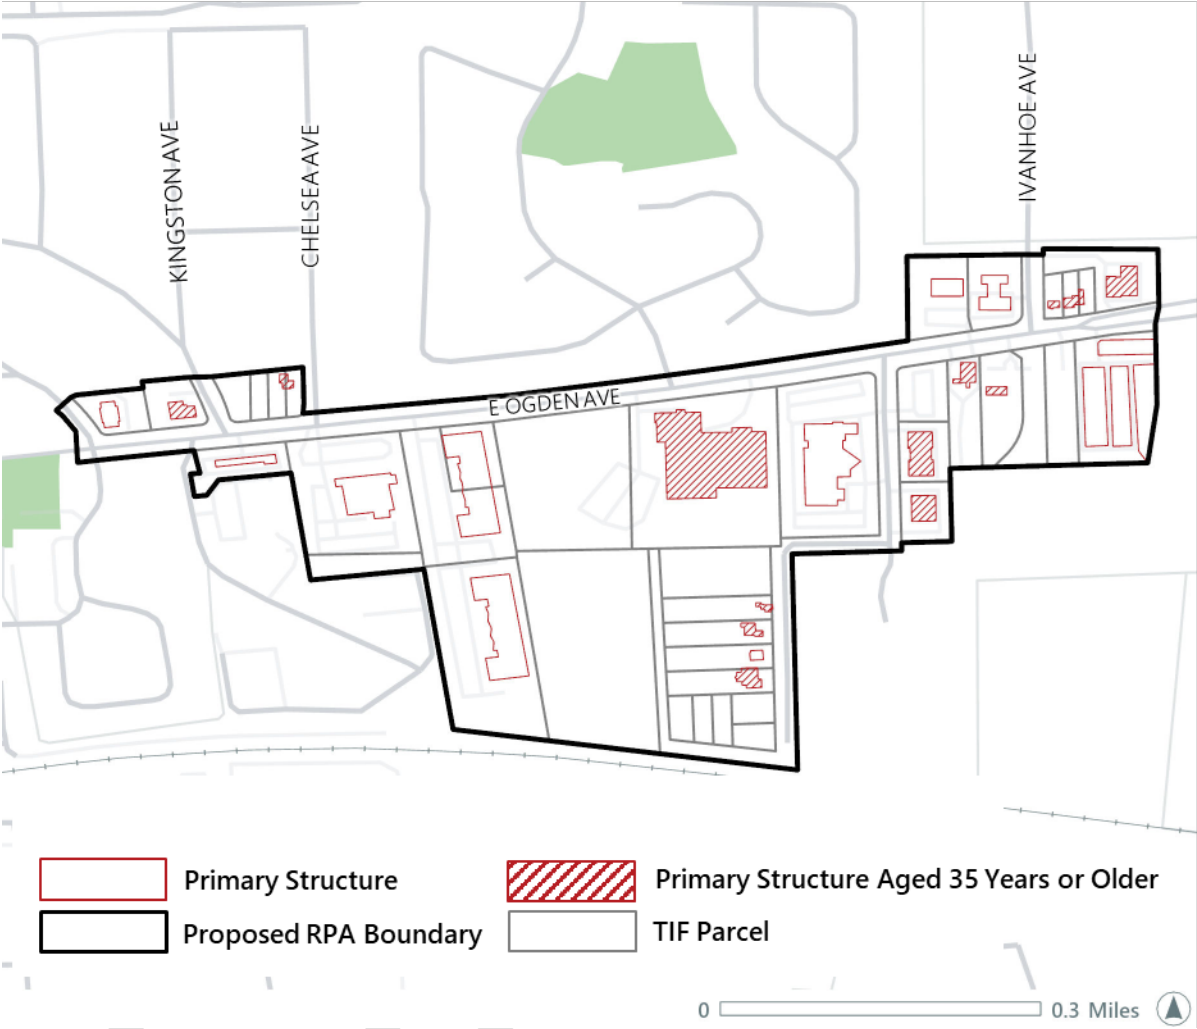 KINGSTON AVE
CHELSEA AVE
IVANHOE AVE
E OGDEN AVE
Primary Structure
Primary Structure Aged 35 Years or Older
Proposed RPA Boundary
TIF Parcel
0
0.3 Miles